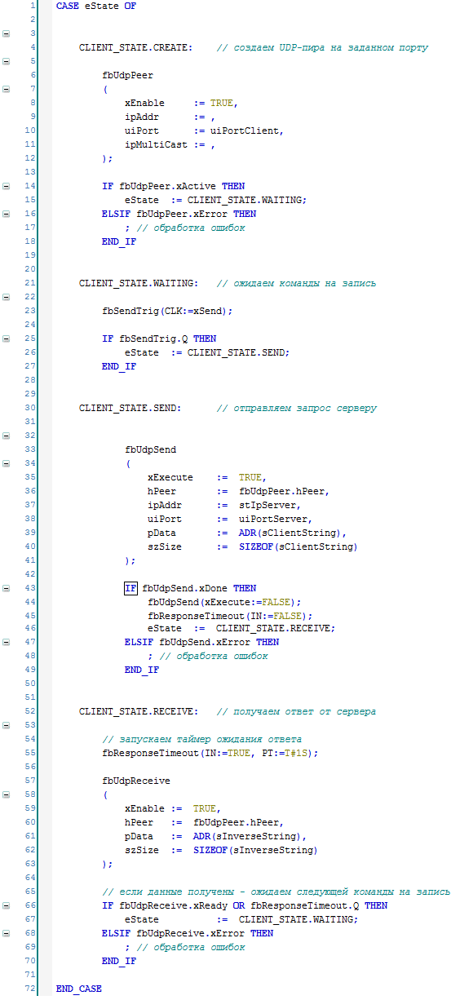 1 CASE eState OF
2
3
4 CLIENT_STATE.CREATE: // создаем UDP-пира на заданном порту
5
6 fbUdpPeer
7 (
8 xEnable := TRUE,
9 ipAddr := ,
10 uiPort := uiPortClient,
11 ipMultiCast := ,
12 );
13
14 IF fbUdpPeer.xActive THEN
15 eState := CLIENT_STATE.WAITING;
16 ELSIF fbUdpPeer.xError THEN
17 ; // обработка ошибок
18 END_IF
19
20
21 CLIENT_STATE.WAITING: // ожидаем команды на запись
22
23 fbSendTrig(CLK:=xSend);
24
25 IF fbSendTrig.Q THEN
26 eState := CLIENT_STATE.SEND;
27 END_IF
28
29
30 CLIENT_STATE.SEND: // отправляем запрос серверу
31
32
33 fbUdpSend
34 (
35 xExecute := TRUE,
36 hPeer := fbUdpPeer.hPeer,
37 ipAddr := stIpServer,
38 uiPort := uiPortServer,
39 pData := ADR(sClientString),
40 szSize := SIZEOF(sClientString)
41 );
42
43 IF fbUdpSend.xDone THEN
44 fbUdpSend(xExecute:=FALSE);
45 fbResponseTimeout(IN:=FALSE);
46 eState := CLIENT_STATE.RECEIVE;
47 ELSIF fbUdpSend.xError THEN
48 ; // обработка ошибок
49 END_IF
50
51
52 CLIENT_STATE.RECEIVE: // получаем ответ от сервера
53
54 // запускаем таймер ожидания ответа
55 fbResponseTimeout(IN:=TRUE, PT:=T#1S);
56
57 fbUdpReceive
58 (
59 xEnable := TRUE,
60 hPeer := fbUdpPeer.hPeer,
61 pData := ADR(sInverseString),
62 szSize := SIZEOF(sInverseString)
63 );
64
65 // если данные получены - ожидаем следующей команды на запись
66 IF fbUdpReceive.xReady OR fbResponseTimeout.Q THEN
67 eState := CLIENT_STATE.WAITING;
68 ELSIF fbUdpReceive.xError THEN
69 ; // обработка ошибок
70 END_IF
71
72 END_CASE